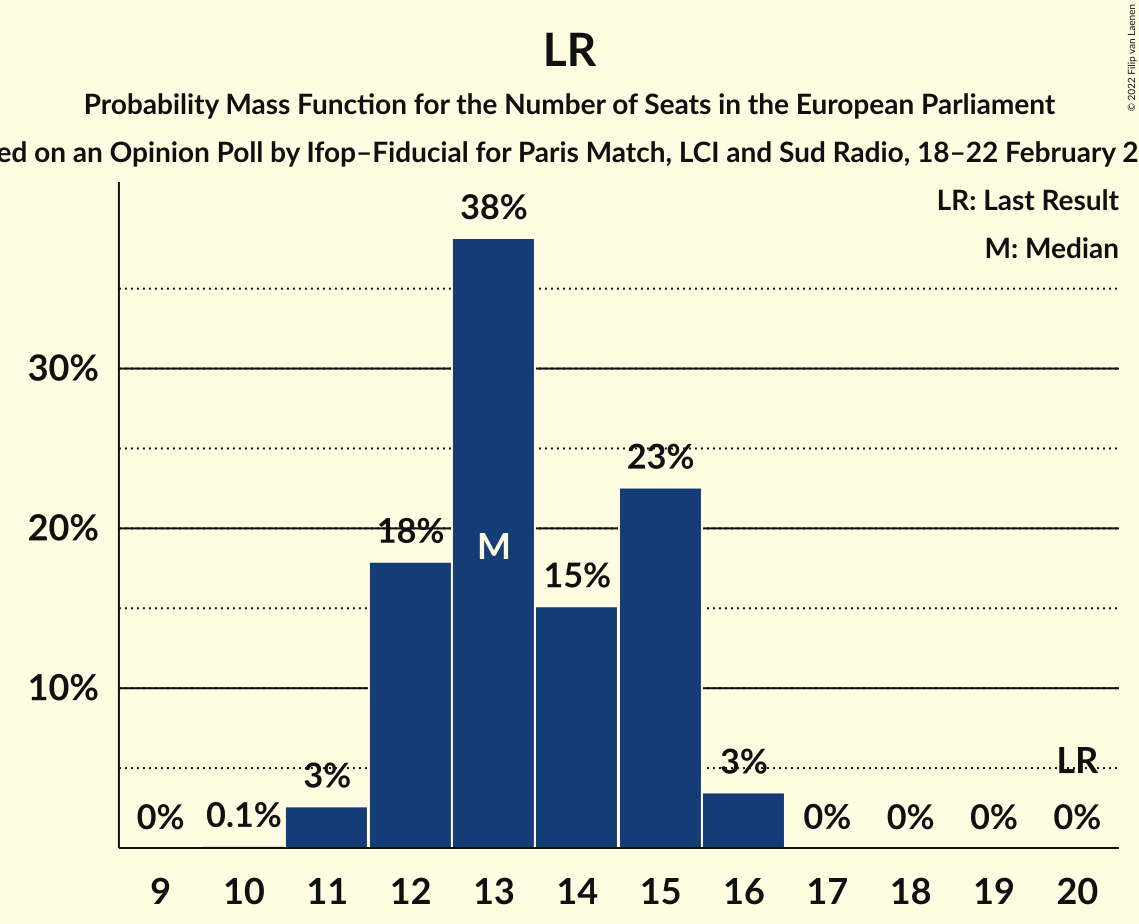 LR
Probability Mass Function for the Number of Seats in the European Parliament
on an Opinion Poll by Ifop–Fiducial for Paris Match, LCI and Sud Radio, 18–22 February
© 2022 Filip van Laenen
LR: Last Result
M: Median
38%
30%
23%
20%
18%
M
15%
10%
3%
3%
LR
0%
0.1%
0%
0%
0%
0%
9 10 11 12 13 14 15 16 17 18 19 20